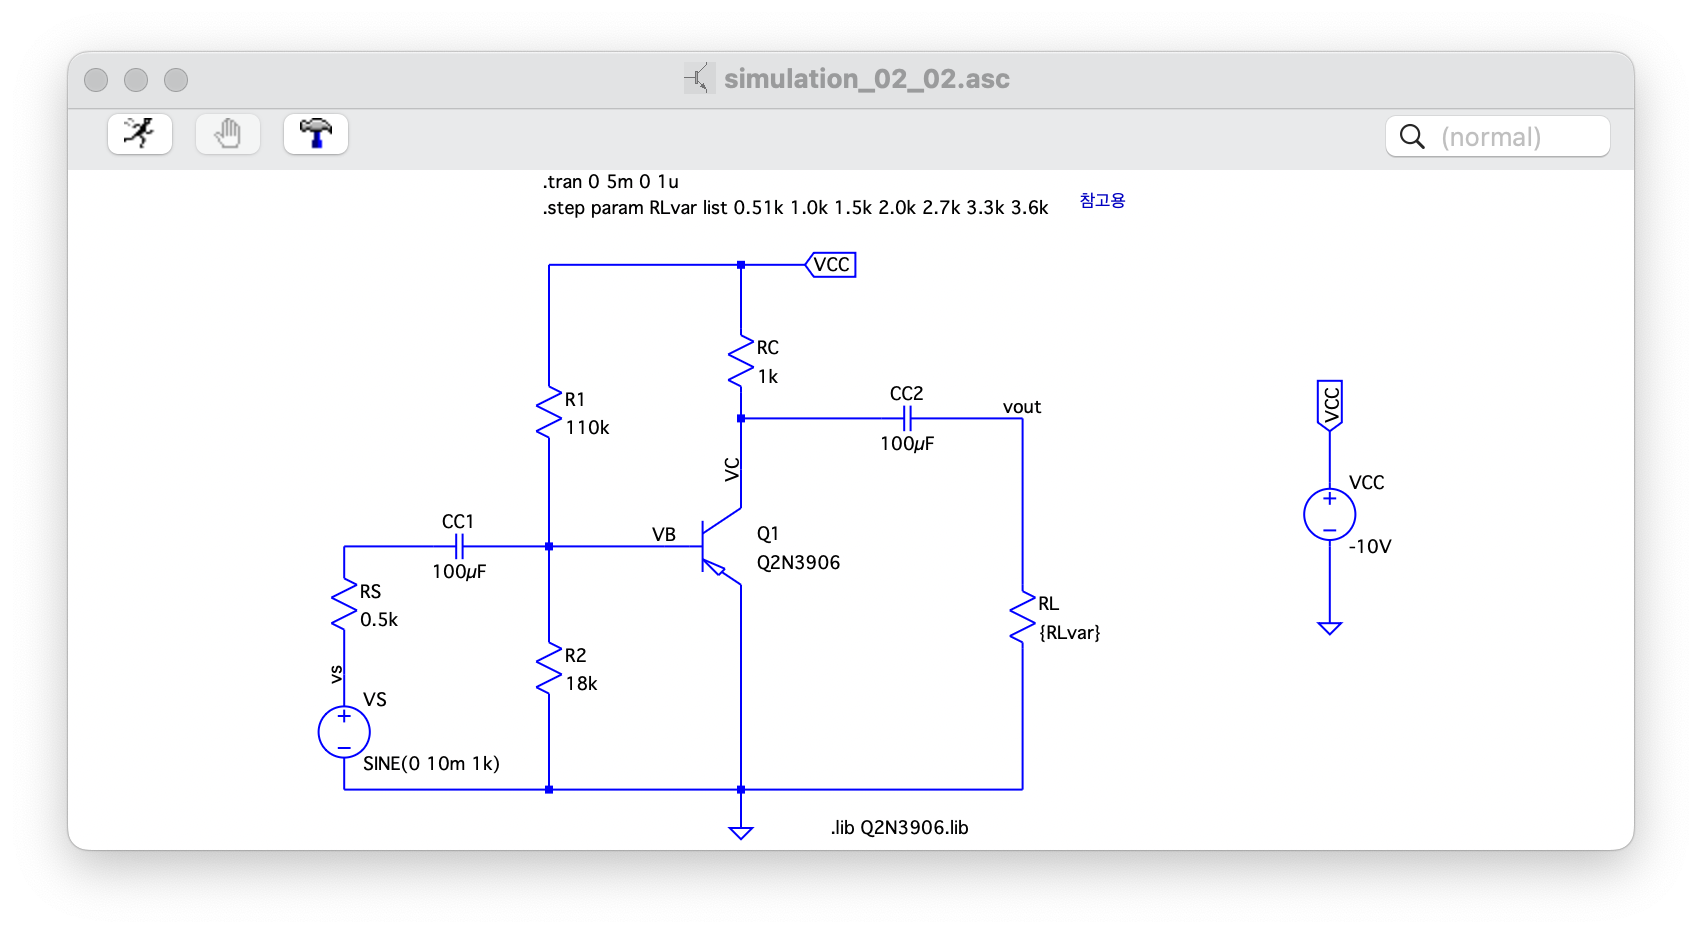 simulation_02_02.asc
(normal)
.tran 0 5m 0 1u
.step param RLvar list 0.51k 1.0k 1.5k 2.0k 2.7k 3.3k 3.6k
참고용
VCC
RC
1k
R1
110k
CC2
100µF
vout
VCC
VCC
-10V
VC
CC1
100µF
VB
Q1
Q2N3906
RS
0.5k
RL
{RLvar}
R2
18k
vs
VS
SINE(0 10m 1k)
.lib Q2N3906.lib